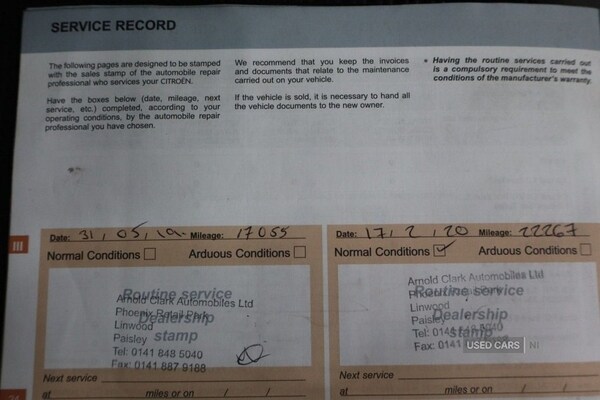 SERVICE RECORD
The following pages are designed to be stamped
with the sales stamp of the automobile repair
professional who services your CITROËN.
Have the boxes below (date, mileage, next
service, etc.) completed, according to your
operating conditions, by the automobile repair
professional you have chosen.
We recommend that you keep the invoices
and documents that relate to the maintenance
carried out on your vehicle.
If the vehicle is sold, it is necessary to hand all
the vehicle documents to the new owner.
* Having the routine services carried out
is a compulsory requirement to meet the
conditions of the manufacturer's warranty.
III
Date: 31 / 05 / 19 Mileage: 17055
Normal Conditions Arduous Conditions
Routine service
Dealership
stamp
Arnold Clark Automobiles Ltd
Phoenix Retail Park
Linwood
Paisley
Tel: 0141 848 5040
Fax: 0141 887 9188
Next service
at miles or on / /
Date: 17 / 2 / 20 Mileage: 22267
Normal Conditions ✓ Arduous Conditions
Routine service
Dealership
stamp
Arnold Clark Automobiles Ltd
Linwood
Paisley
Tel: 0141 5040
Fax: 0141
Next service
at miles or on / /
USED CARS NI